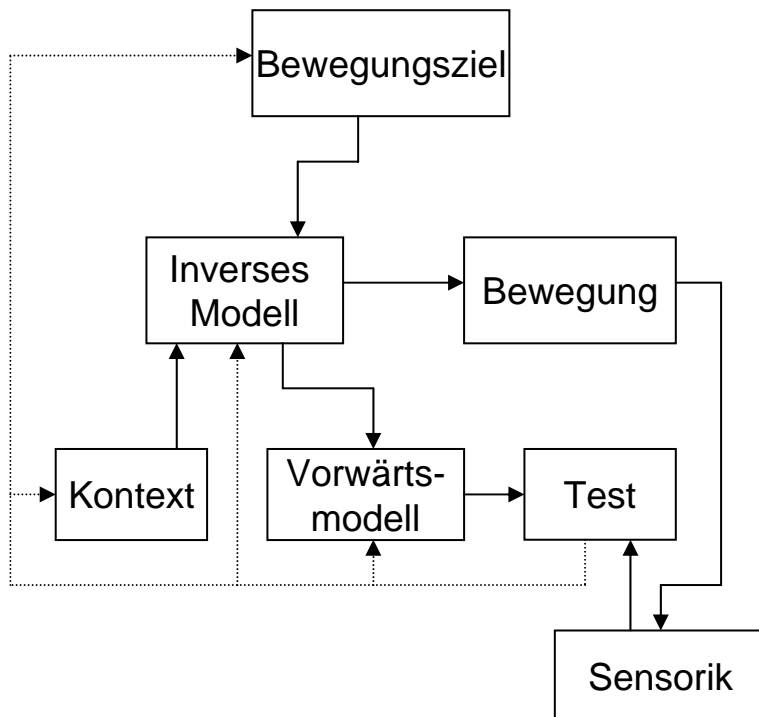 Bewegungsziel
Inverses
Modell
Bewegung
Kontext
Vorwärts-
modell
Test
Sensorik